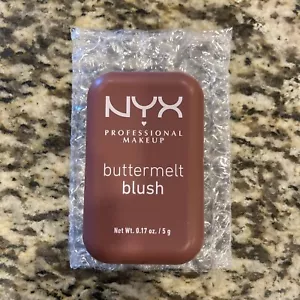 NYX
PROFESSIONAL
MAKEUP
buttermelt
blush
Net Wt. 0.17 oz. / 5 g